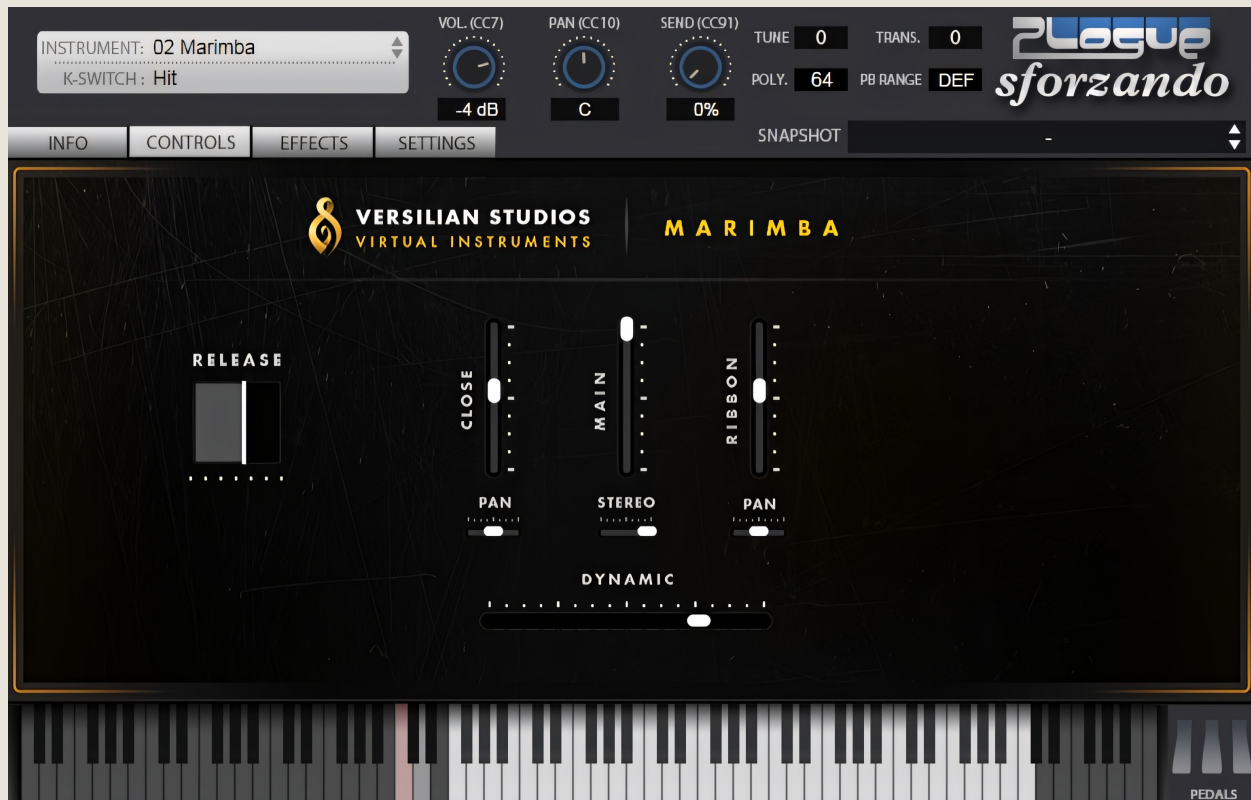 INSTRUMENT: 02 Marimba
K-SWITCH : Hit
VOL. (CC7)
-4 dB
PAN (CC10)
C
SEND (CC91)
0%
TUNE 0
TRANS. 0
POLY. 64
PB RANGE DEF
Plogue
sforzando
INFO
CONTROLS
EFFECTS
SETTINGS
SNAPSHOT -
VERSILIAN STUDIOS
VIRTUAL INSTRUMENTS
MARIMBA
RELEASE
CLOSE
MAIN
RIBBON
PAN
STEREO
PAN
DYNAMIC
PEDALS